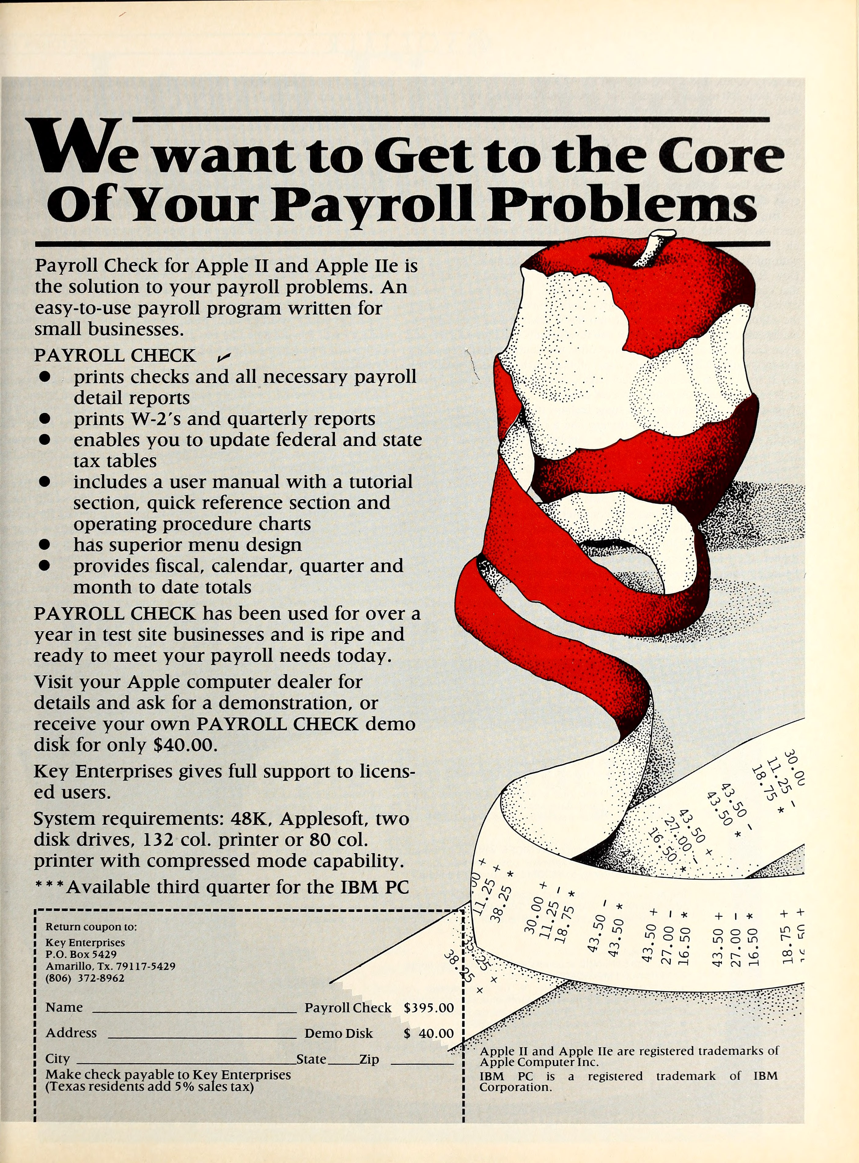 We want to Get to the Core
Of Your Payroll Problems
Payroll Check for Apple II and Apple IIe is
the solution to your payroll problems. An
easy-to-use payroll program written for
small businesses.
PAYROLL CHECK ✓
● prints checks and all necessary payroll
detail reports
● prints W-2's and quarterly reports
● enables you to update federal and state
tax tables
● includes a user manual with a tutorial
section, quick reference section and
operating procedure charts
● has superior menu design
● provides fiscal, calendar, quarter and
month to date totals
PAYROLL CHECK has been used for over a
year in test site businesses and is ripe and
ready to meet your payroll needs today.
Visit your Apple computer dealer for
details and ask for a demonstration, or
receive your own PAYROLL CHECK demo
disk for only $40.00.
Key Enterprises gives full support to licens-
ed users.
System requirements: 48K, Applesoft, two
disk drives, 132 col. printer or 80 col.
printer with compressed mode capability.
***Available third quarter for the IBM PC
Return coupon to:
Key Enterprises
P.O. Box 5429
Amarillo, Tx. 79117-5429
(806) 372-8962
Name Payroll Check $395.00
Address Demo Disk $ 40.00
City State Zip
Make check payable to Key Enterprises
(Texas residents add 5% sales tax)
30.00
11.25 -
18.75 *
43.50 -
43.50 *
43.50 +
27.00 -
16.50 *
11.25 +
38.25 *
30.00 +
11.25 -
18.75 *
43.50 -
43.50 *
43.50 +
27.00 -
16.50 *
43.50 +
27.00 -
16.50 *
18.75 +
38.25 +
Apple II and Apple IIe are registered trademarks of
Apple Computer Inc.
IBM PC is a registered trademark of IBM
Corporation.